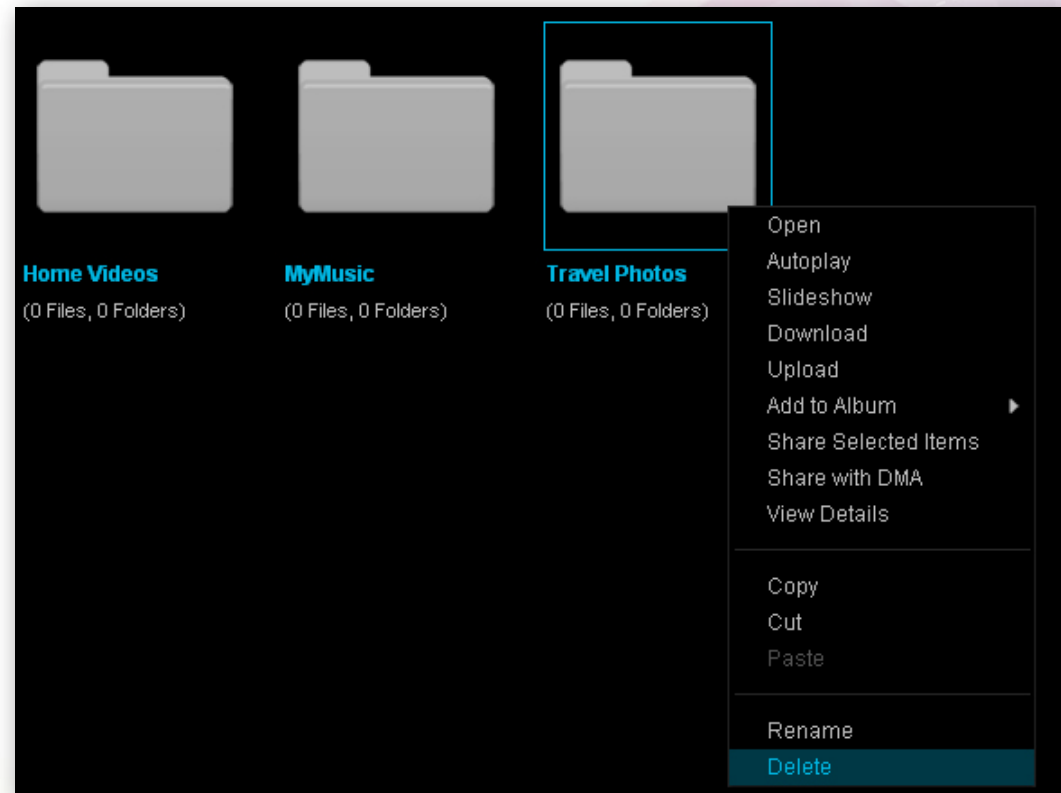 Home Videos
(0 Files, 0 Folders)
MyMusic
(0 Files, 0 Folders)
Travel Photos
(0 Files, 0 Folders)
Open
Autoplay
Slideshow
Download
Upload
Add to Album
Share Selected Items
Share with DMA
View Details
Copy
Cut
Paste
Rename
Delete